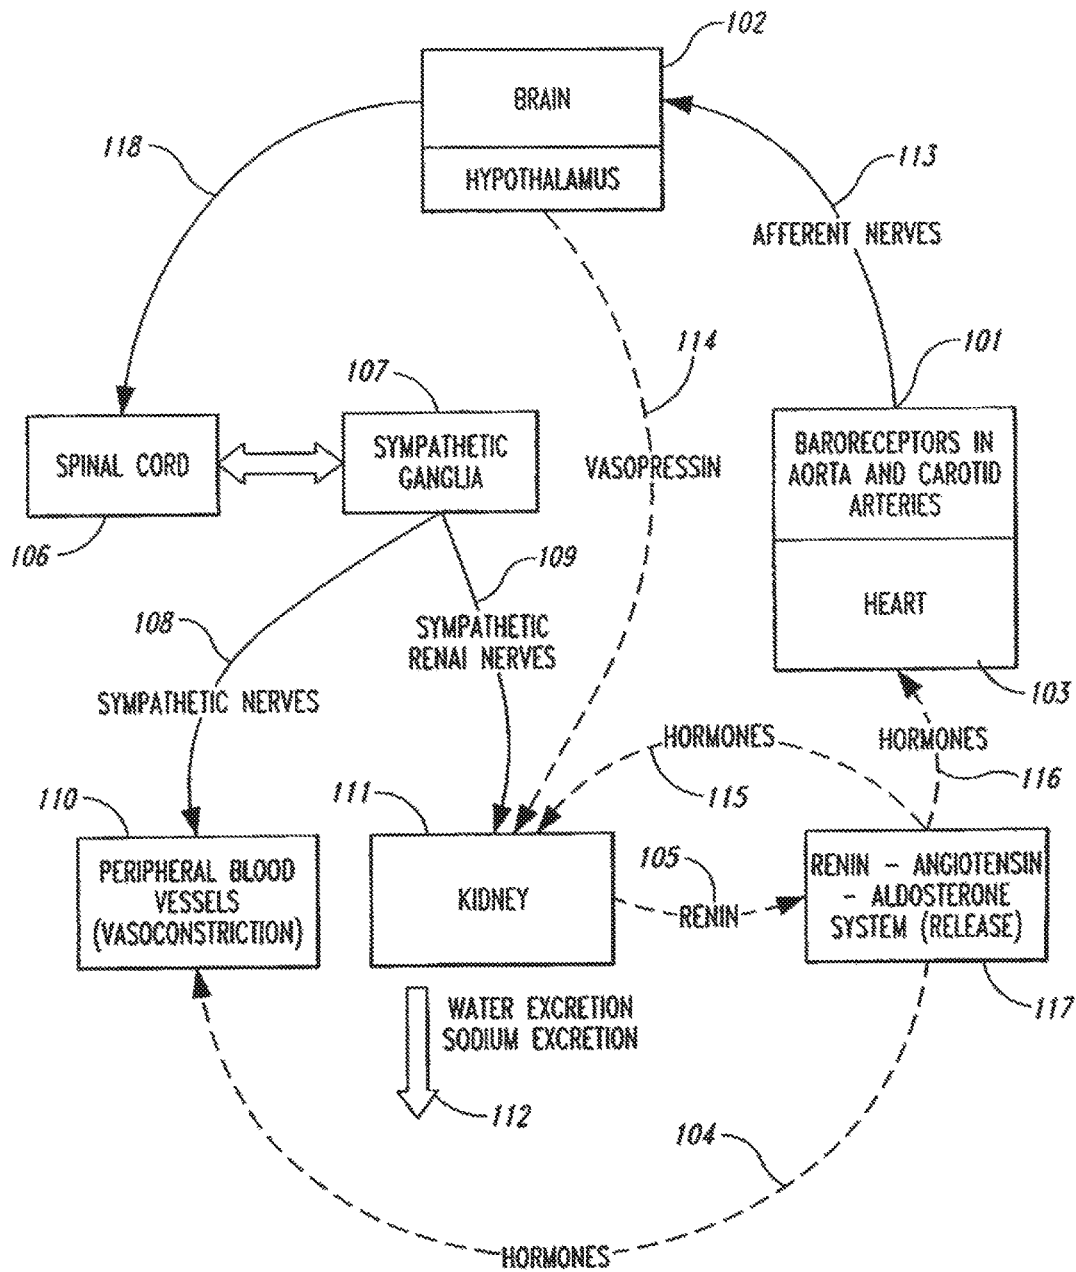 102
BRAIN
HYPOTHALAMUS
118
113
AFFERENT NERVES
114
101
107
SPINAL CORD
SYMPATHETIC
GANGLIA
VASOPRESSIN
BARORECEPTORS IN
AORTA AND CAROTID
ARTERIES
106
109
HEART
108
SYMPATHETIC
RENAI NERVES
SYMPATHETIC NERVES
103
HORMONES
HORMONES
110
111
115
116
PERIPHERAL BLOOD
VESSELS
(VASOCONSTRICTION)
KIDNEY
105
RENIN
RENIN – ANGIOTENSIN
– ALDOSTERONE
SYSTEM (RELEASE)
117
WATER EXCRETION
SODIUM EXCRETION
112
104
HORMONES